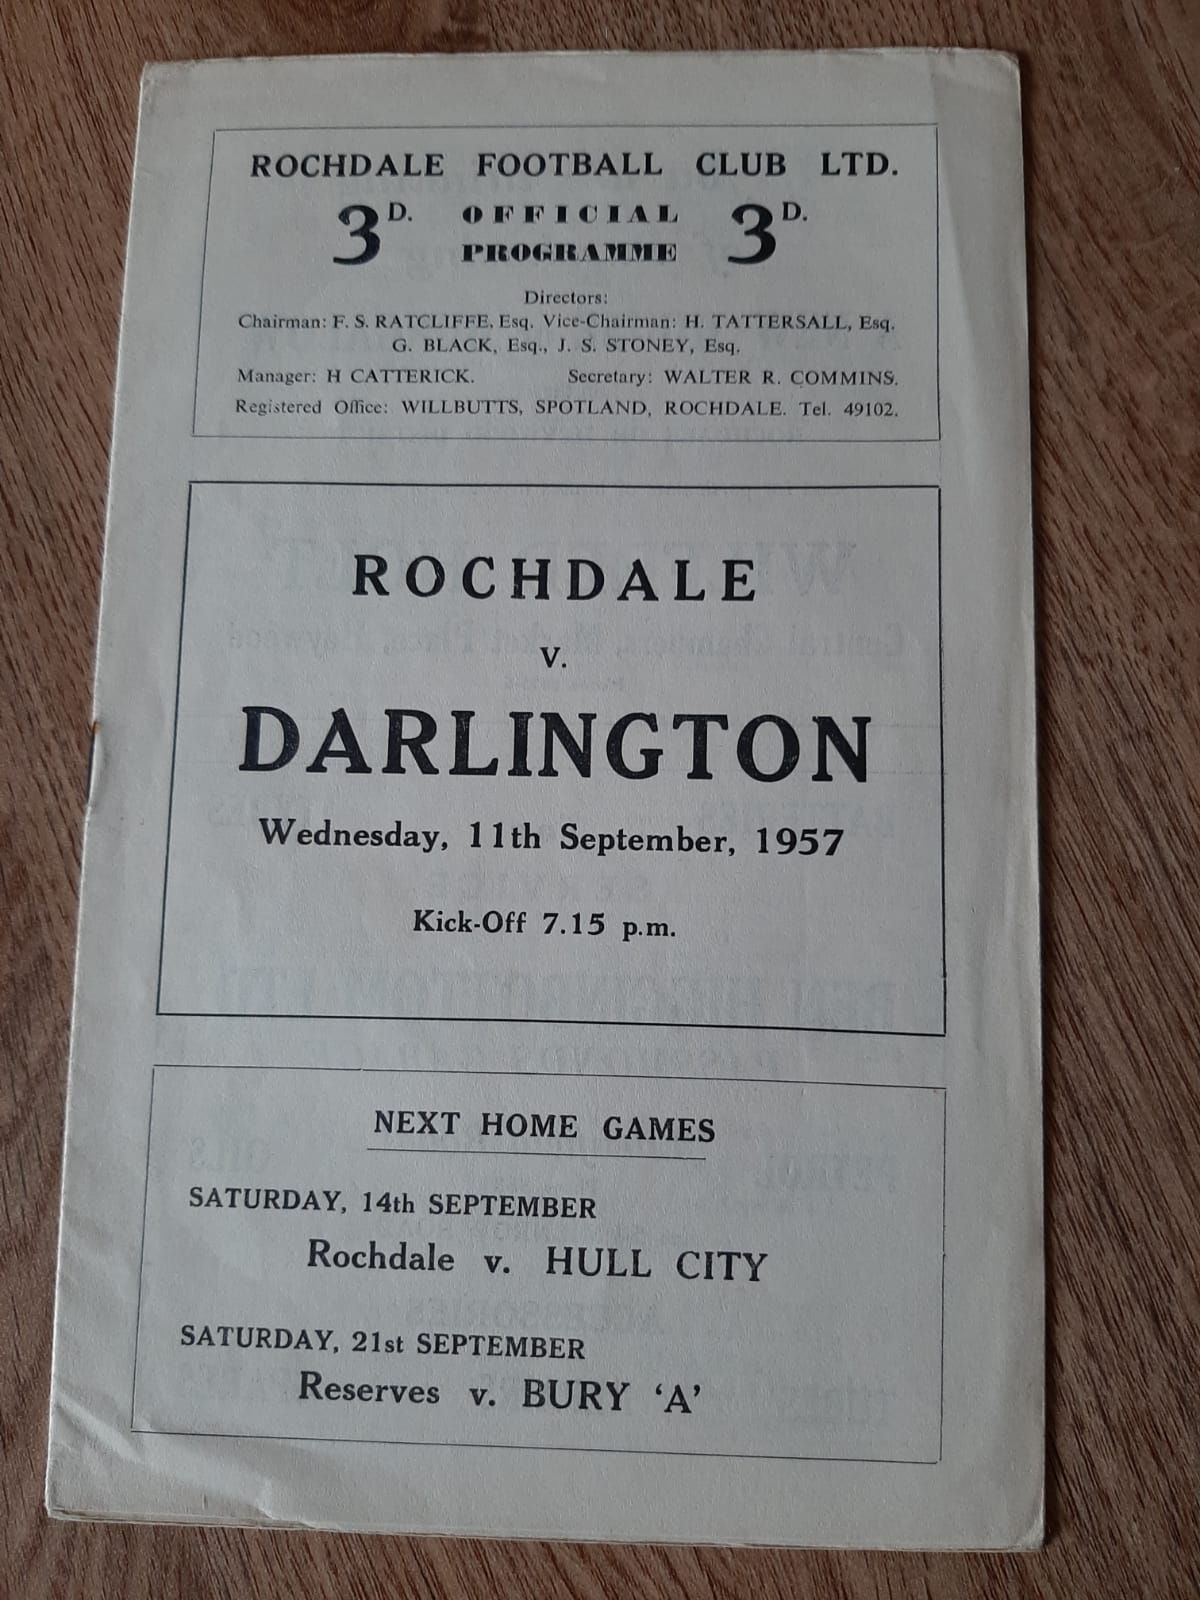 ROCHDALE FOOTBALL CLUB LTD.
3D. OFFICIAL 3D.
PROGRAMME
Directors:
Chairman: F. S. RATCLIFFE, Esq. Vice-Chairman: H. TATTERSALL, Esq.
G. BLACK, Esq., J. S. STONEY, Esq.
Manager: H CATTERICK. Secretary: WALTER R. COMMINS.
Registered Office: WILLBUTTS, SPOTLAND, ROCHDALE. Tel. 49102.
ROCHDALE
v.
DARLINGTON
Wednesday, 11th September, 1957
Kick-Off 7.15 p.m.
NEXT HOME GAMES
SATURDAY, 14th SEPTEMBER
Rochdale v. HULL CITY
SATURDAY, 21st SEPTEMBER
Reserves v. BURY 'A'